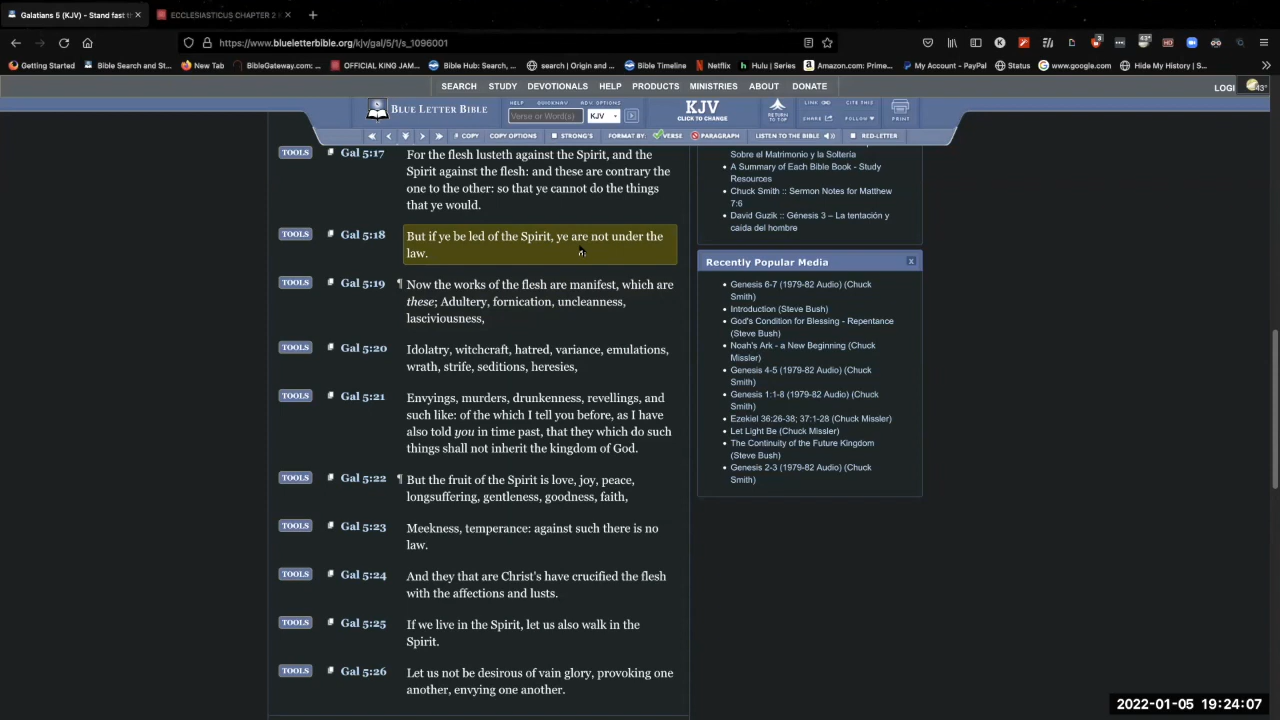 Galatians 5 (KJV) - Stand fast t
ECCLESIASTICUS CHAPTER 2
https://www.blueletterbible.org/kjv/gal/5/1/s_1096001
Getting Started
Bible Search and St...
New Tab
BibleGateway.com:...
OFFICIAL KING JAM...
Bible Hub: Search,...
search | Origin and ...
Bible Timeline
Netflix
Hulu | Series
Amazon.com: Prime...
My Account - PayPal
Status
www.google.com
Hide My History | S...
SEARCH STUDY DEVOTIONALS HELP PRODUCTS MINISTRIES ABOUT DONATE
LOGI
43°
BLUE LETTER BIBLE
HELP QUICKNAV ADV. OPTIONS
Verse or Word(s)
KJV
KJV
CLICK TO CHANGE
RETURN
TO TOP
LINK
SHARE
CITE THIS
FOLLOW
PRINT
COPY COPY OPTIONS STRONG'S FORMAT BY: VERSE PARAGRAPH LISTEN TO THE BIBLE RED-LETTER
TOOLS Gal 5:17 For the flesh lusteth against the Spirit, and the
Spirit against the flesh: and these are contrary the
one to the other: so that ye cannot do the things
that ye would.
TOOLS Gal 5:18 But if ye be led of the Spirit, ye are not under the
law.
TOOLS Gal 5:19 ¶ Now the works of the flesh are manifest, which are
these; Adultery, fornication, uncleanness,
lasciviousness,
TOOLS Gal 5:20 Idolatry, witchcraft, hatred, variance, emulations,
wrath, strife, seditions, heresies,
TOOLS Gal 5:21 Envyings, murders, drunkenness, revellings, and
such like: of the which I tell you before, as I have
also told you in time past, that they which do such
things shall not inherit the kingdom of God.
TOOLS Gal 5:22 ¶ But the fruit of the Spirit is love, joy, peace,
longsuffering, gentleness, goodness, faith,
TOOLS Gal 5:23 Meekness, temperance: against such there is no
law.
TOOLS Gal 5:24 And they that are Christ's have crucified the flesh
with the affections and lusts.
TOOLS Gal 5:25 If we live in the Spirit, let us also walk in the
Spirit.
TOOLS Gal 5:26 Let us not be desirous of vain glory, provoking one
another, envying one another.
Sobre el Matrimonio y la Soltería
A Summary of Each Bible Book - Study
Resources
Chuck Smith :: Sermon Notes for Matthew
7:6
David Guzik :: Génesis 3 – La tentación y
caída del hombre
Recently Popular Media
Genesis 6-7 (1979-82 Audio) (Chuck
Smith)
Introduction (Steve Bush)
God's Condition for Blessing - Repentance
(Steve Bush)
Noah's Ark - a New Beginning (Chuck
Missler)
Genesis 4-5 (1979-82 Audio) (Chuck
Smith)
Genesis 1:1-8 (1979-82 Audio) (Chuck
Smith)
Ezekiel 36:26-38; 37:1-28 (Chuck Missler)
Let Light Be (Chuck Missler)
The Continuity of the Future Kingdom
(Steve Bush)
Genesis 2-3 (1979-82 Audio) (Chuck
Smith)
2022-01-05 19:24:07